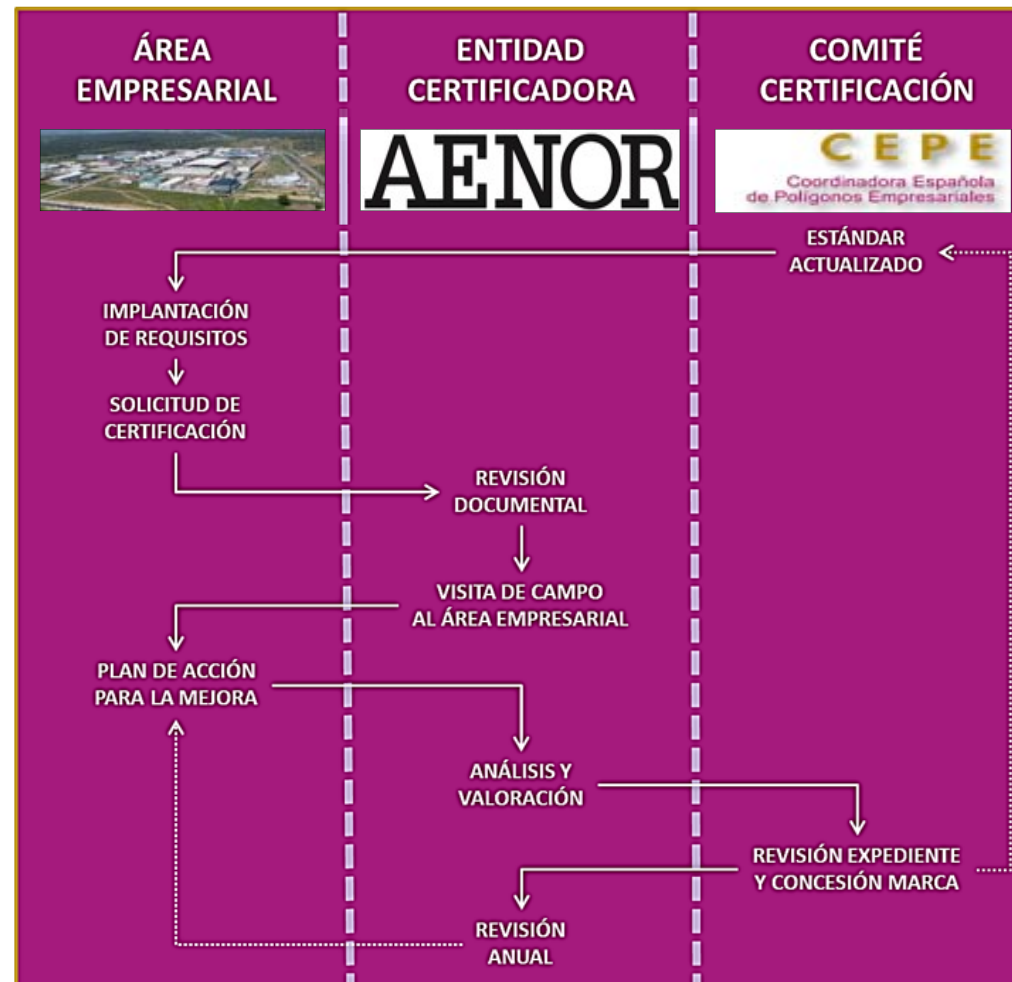 ÁREA
EMPRESARIAL
ENTIDAD
CERTIFICADORA
COMITÉ
CERTIFICACIÓN
AENOR
CEPE
Coordinadora Española
de Polígonos Empresariales
ESTÁNDAR
ACTUALIZADO
IMPLANTACIÓN
DE REQUISITOS
SOLICITUD DE
CERTIFICACIÓN
REVISIÓN
DOCUMENTAL
VISITA DE CAMPO
AL ÁREA EMPRESARIAL
PLAN DE ACCIÓN
PARA LA MEJORA
ANÁLISIS Y
VALORACIÓN
REVISIÓN EXPEDIENTE
Y CONCESIÓN MARCA
REVISIÓN
ANUAL